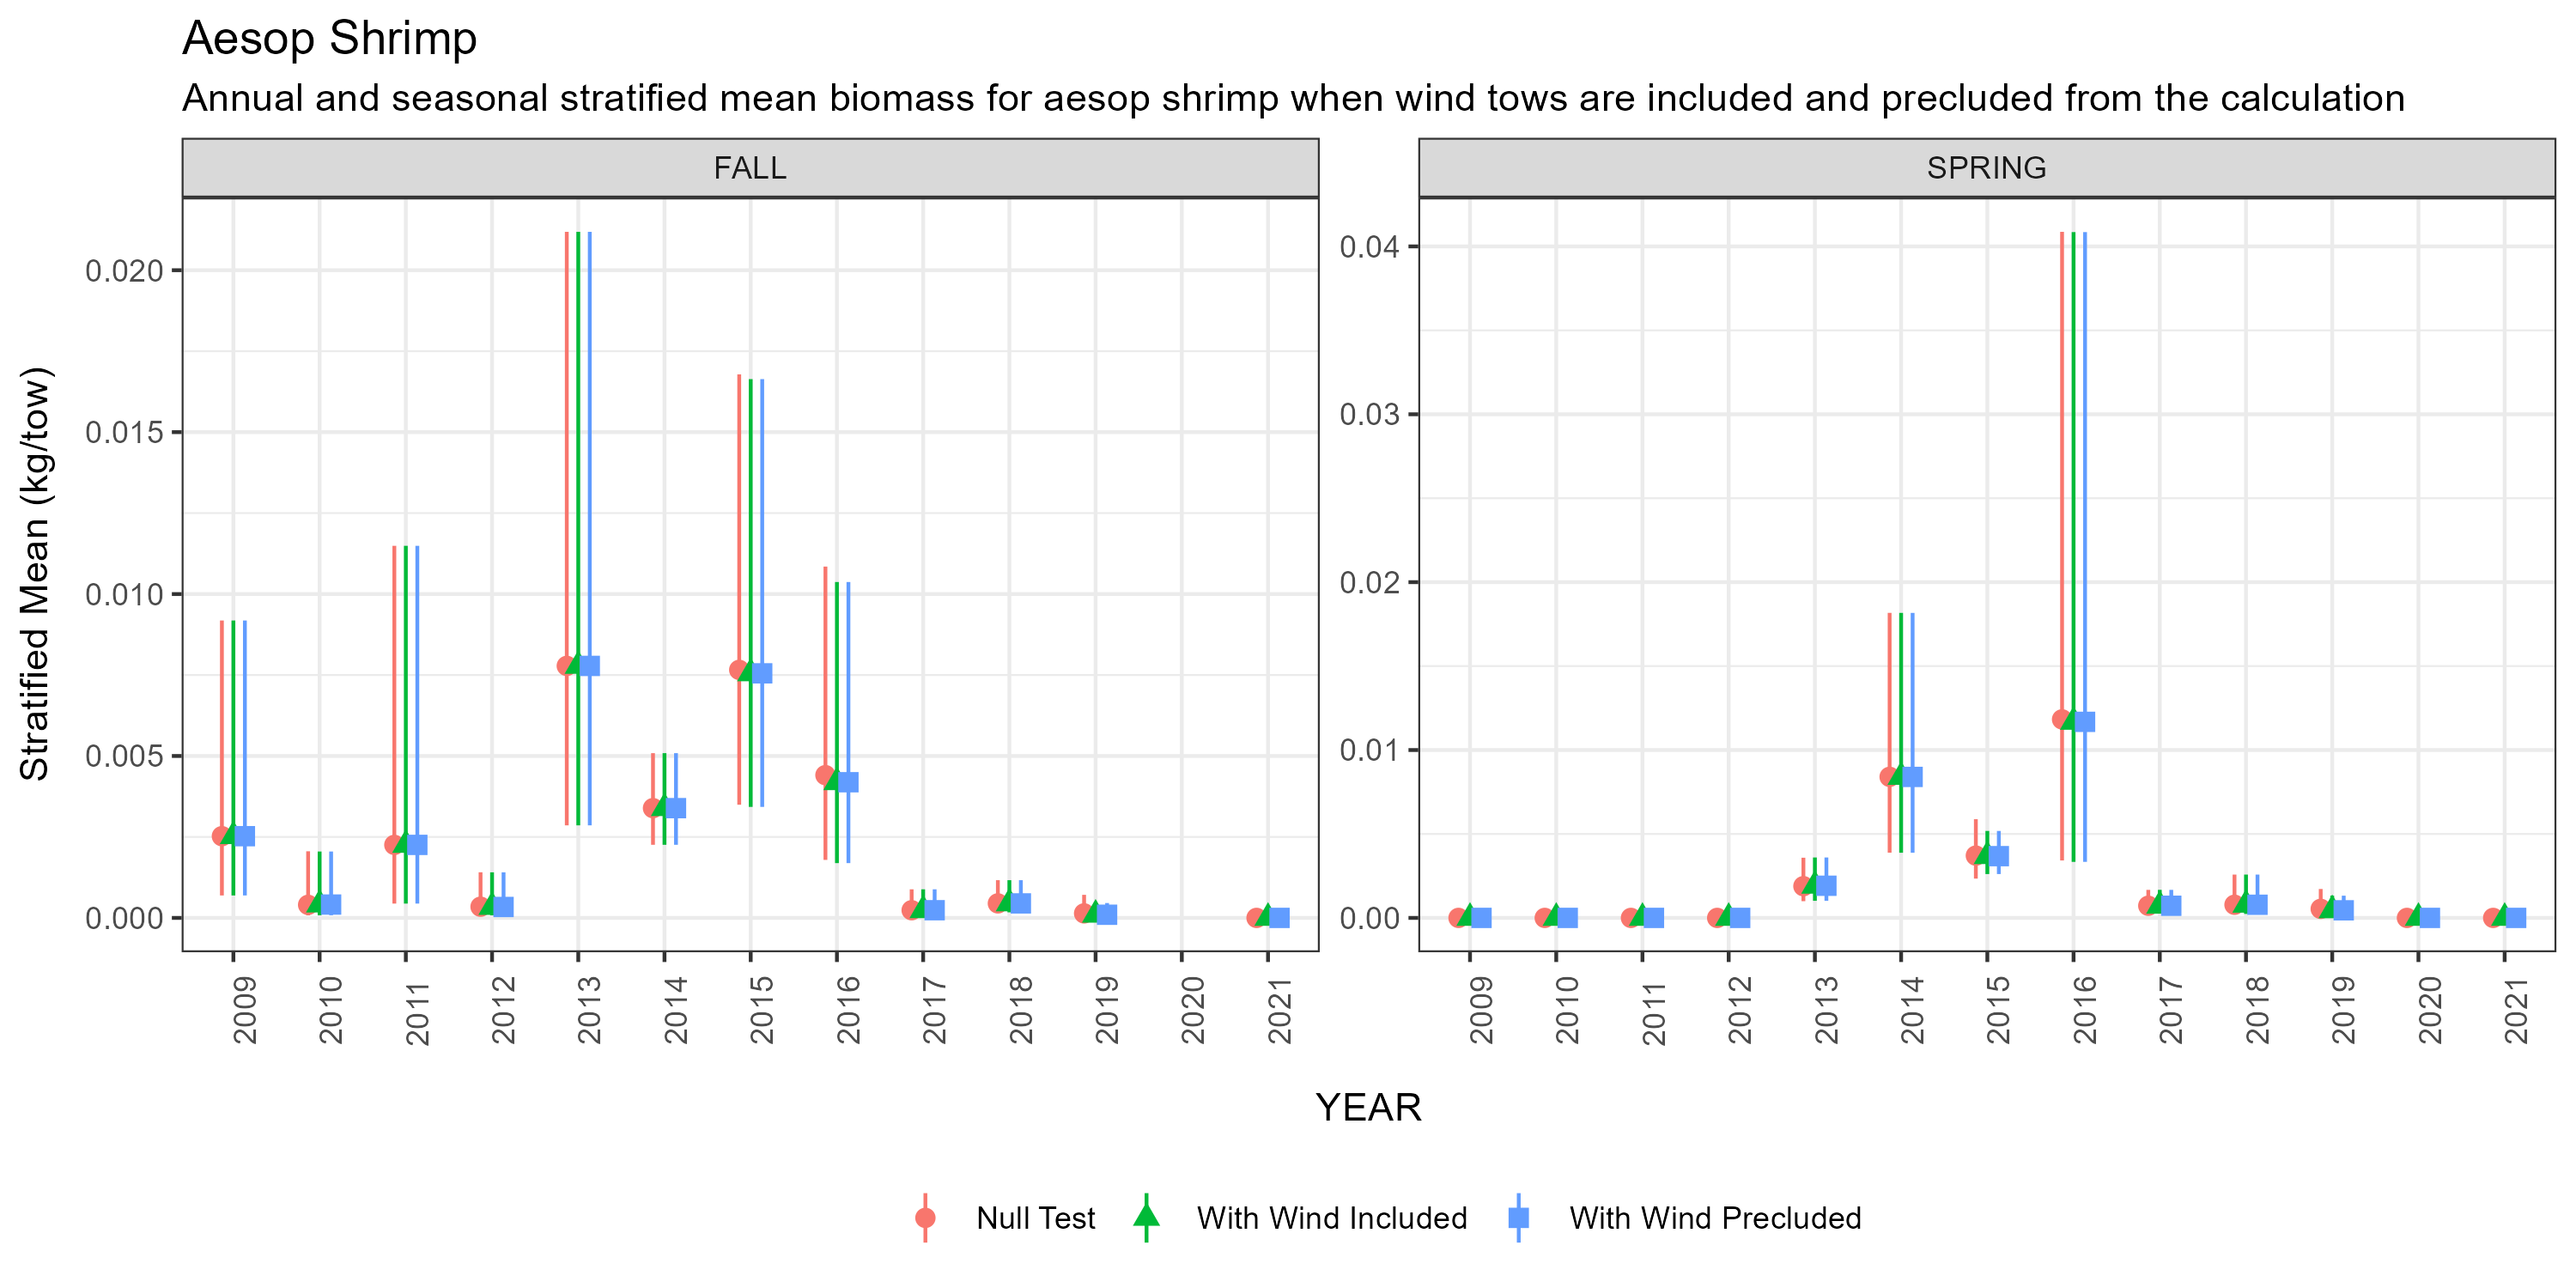 Aesop Shrimp
Annual and seasonal stratified mean biomass for aesop shrimp when wind tows are included and precluded from the calculation
FALL
SPRING
Stratified Mean (kg/tow)
0.020
0.015
0.010
0.005
0.000
0.04
0.03
0.02
0.01
0.00
2009 2010 2011 2012 2013 2014 2015 2016 2017 2018 2019 2020 2021
2009 2010 2011 2012 2013 2014 2015 2016 2017 2018 2019 2020 2021
YEAR
Null Test With Wind Included With Wind Precluded